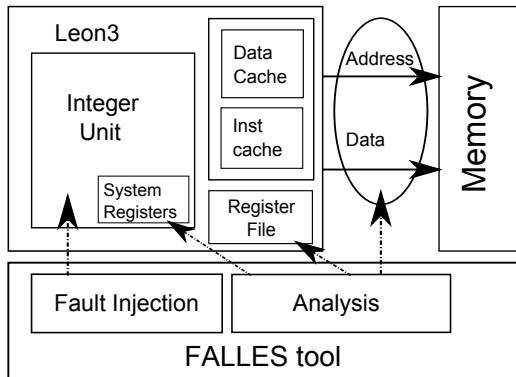 Leon3
Integer
Unit
System
Registers
Data
Cache
Inst
cache
Register
File
Address
Data
Memory
Fault Injection
Analysis
FALLES tool